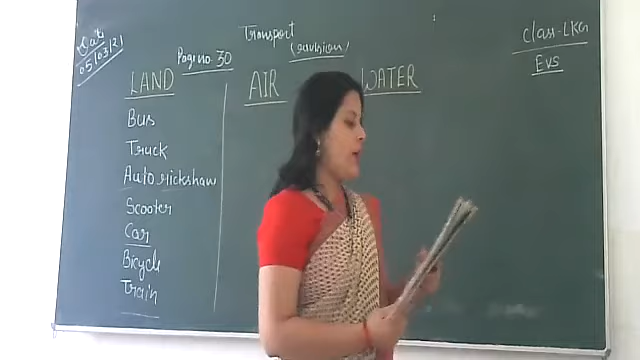 Date
05/03/21
Transport
(revision)
Class-LKG
EVS
Page no. 30
LAND
AIR
WATER
Bus
Truck
Auto rickshaw
Scooter
Car
Bicycle
Train